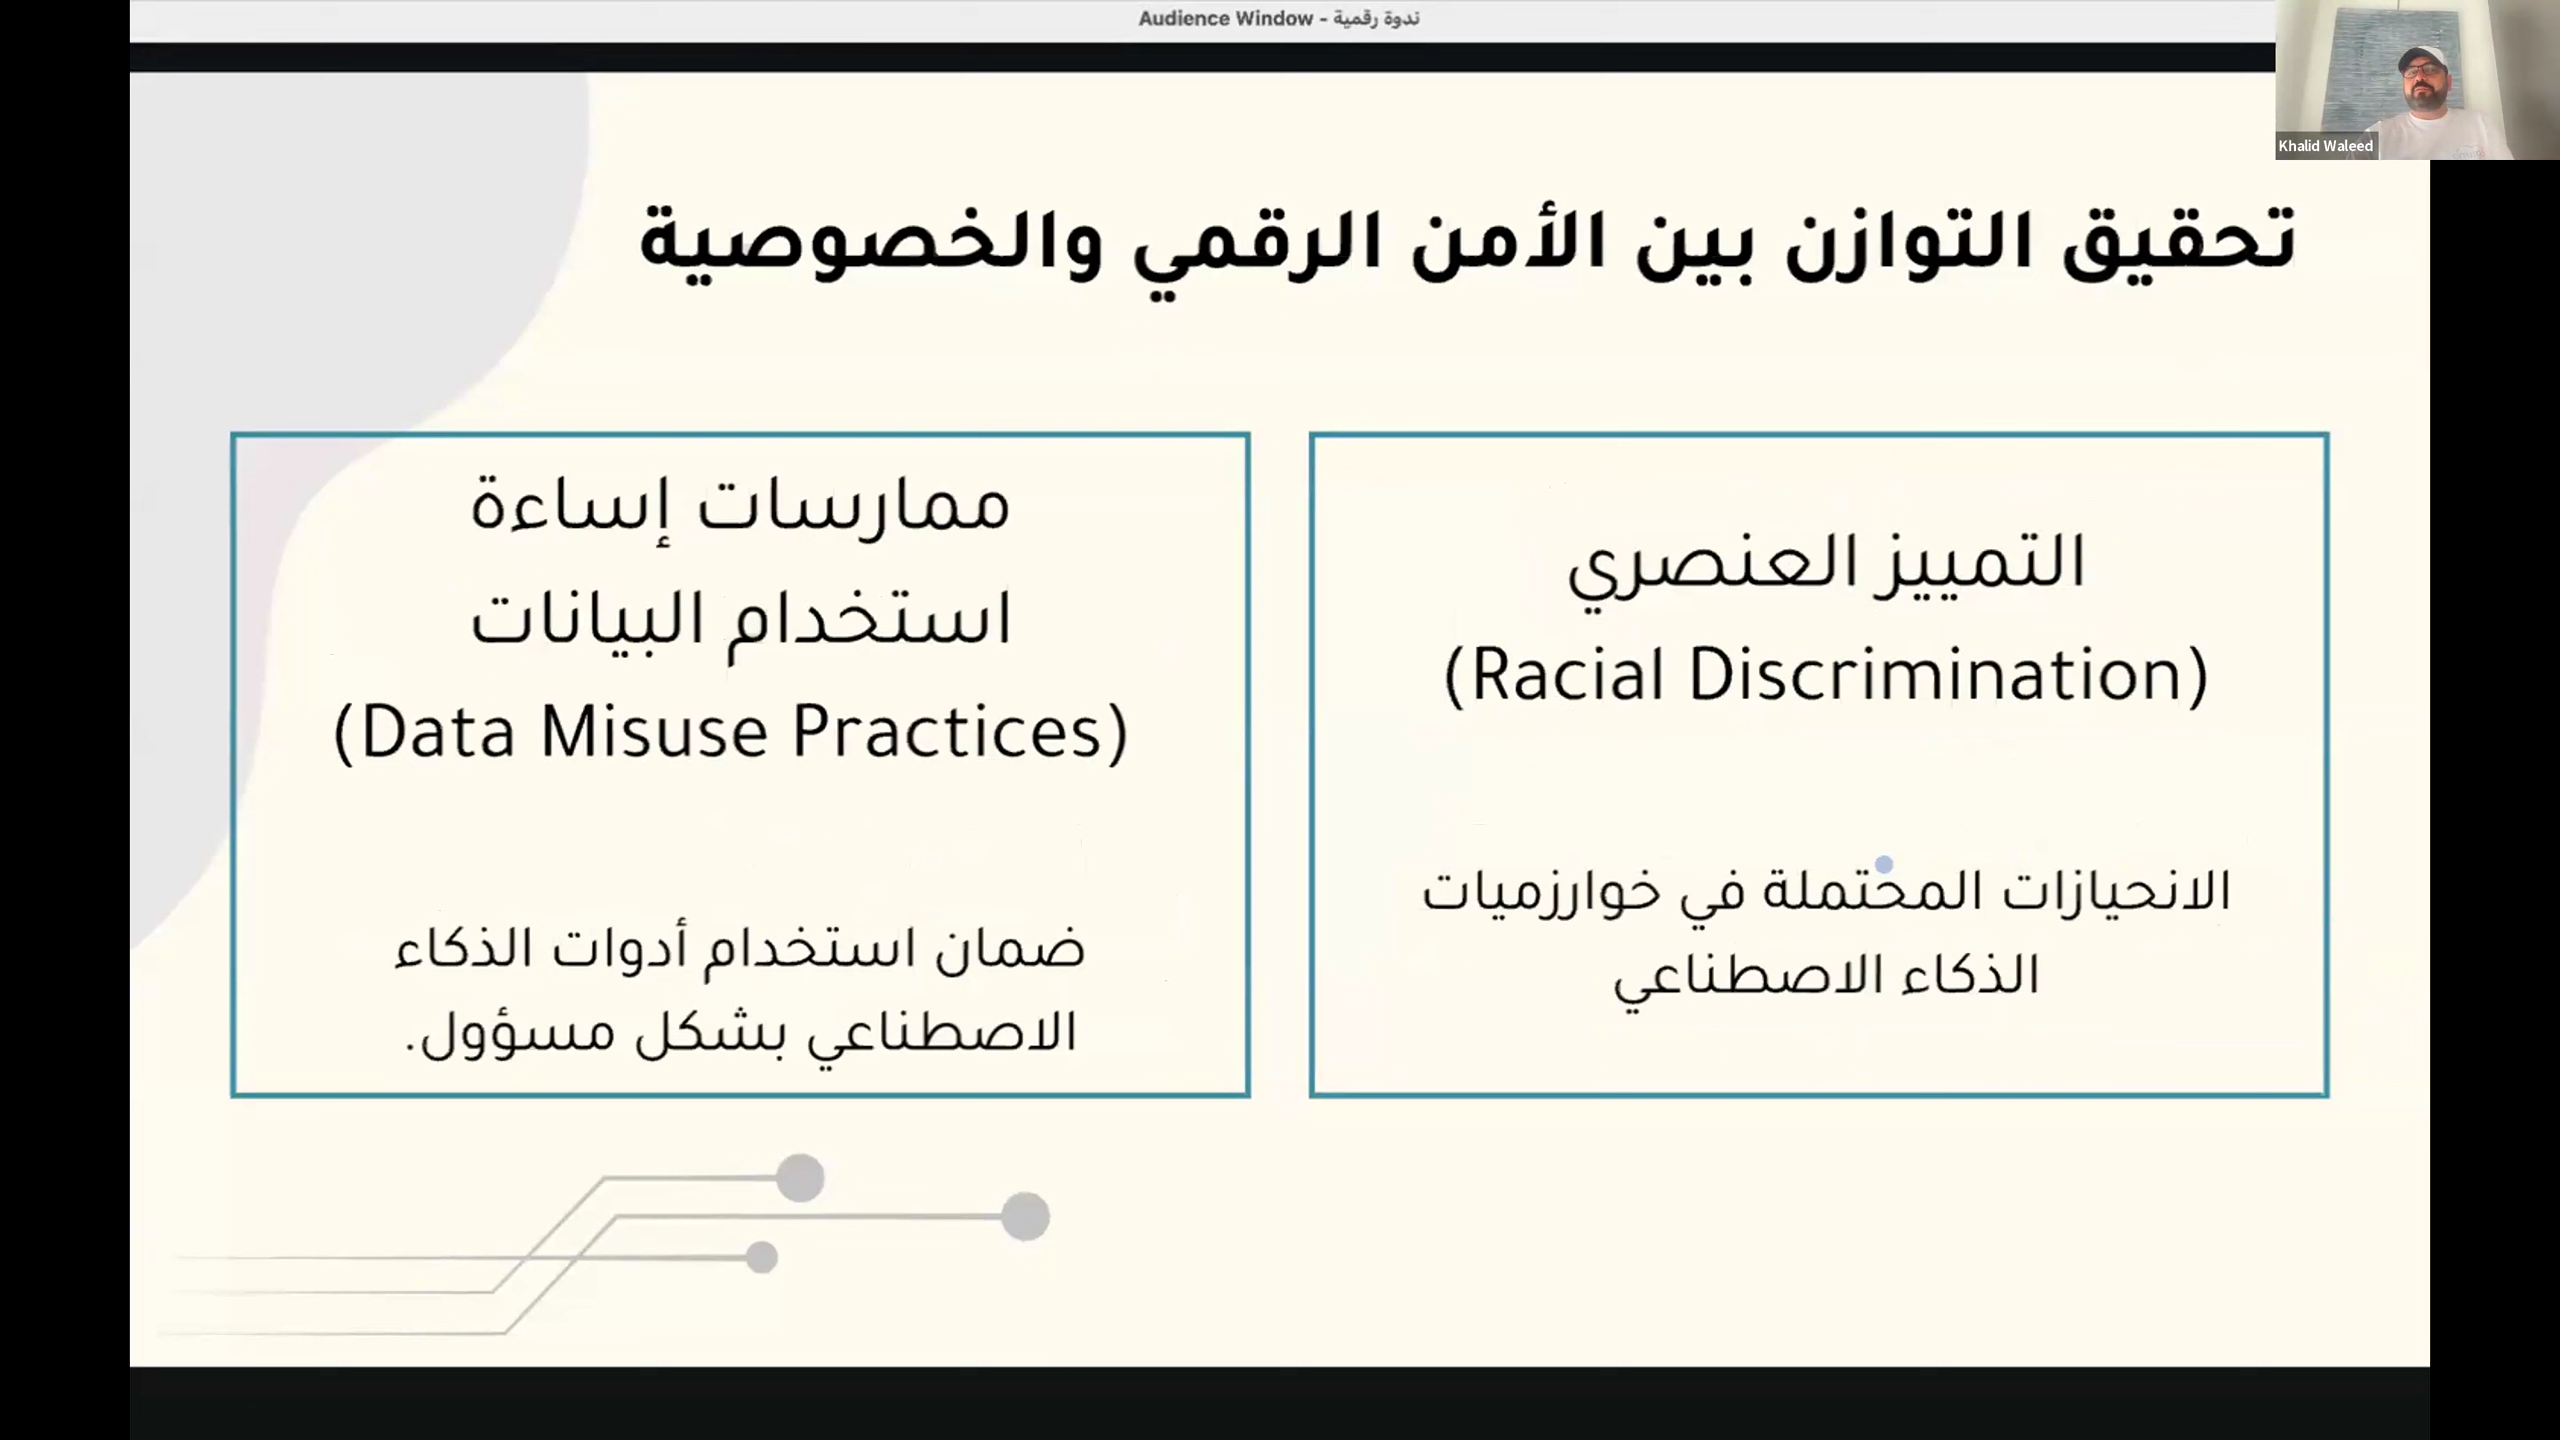 ندوة رقمية - Audience Window
Khalid Waleed
تحقيق التوازن بين الأمن الرقمي والخصوصية
التمييز العنصري
(Racial Discrimination)
الانحيازات المحتملة في خوارزميات
الذكاء الاصطناعي
ممارسات إساءة
استخدام البيانات
(Data Misuse Practices)
ضمان استخدام أدوات الذكاء
الاصطناعي بشكل مسؤول.